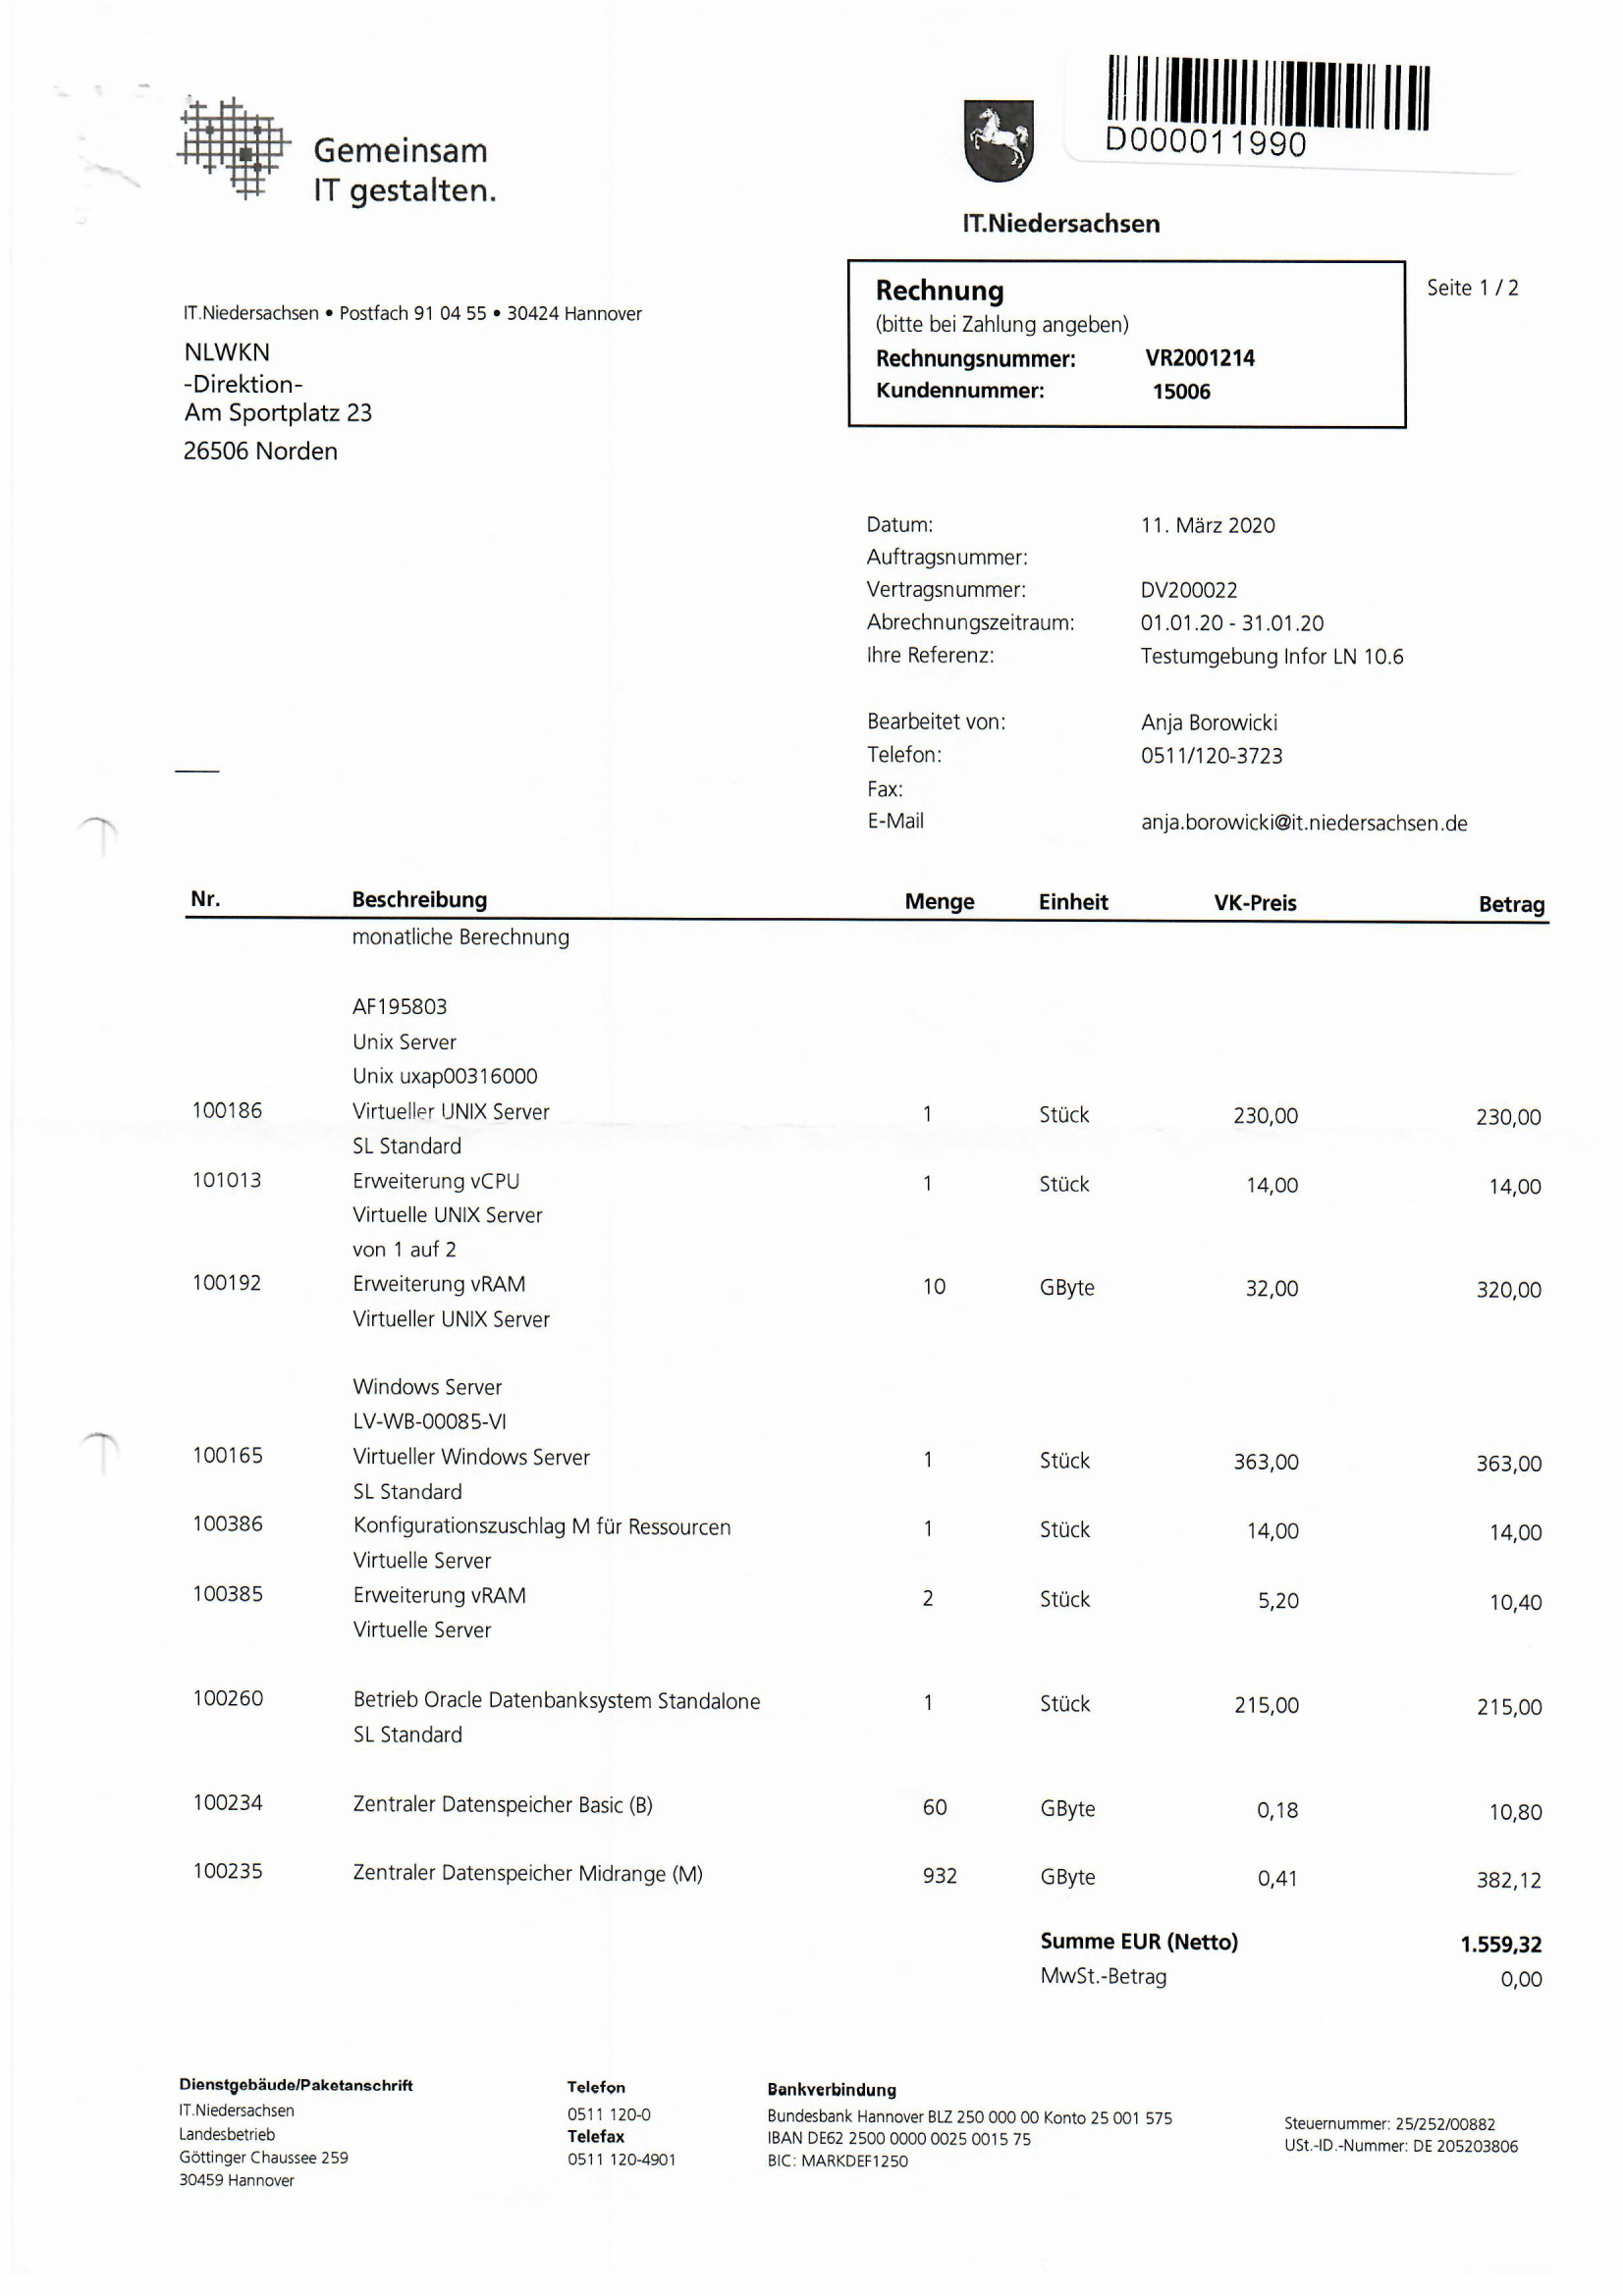 Gemeinsam
IT gestalten.
D000011990
IT.Niedersachsen
Rechnung
(bitte bei Zahlung angeben)
Rechnungsnummer: VR2001214
Kundennummer: 15006
Seite 1 / 2
IT.Niedersachsen • Postfach 91 04 55 • 30424 Hannover
NLWKN
-Direktion-
Am Sportplatz 23
26506 Norden
Datum: 11. März 2020
Auftragsnummer:
Vertragsnummer: DV200022
Abrechnungszeitraum: 01.01.20 - 31.01.20
Ihre Referenz: Testumgebung Infor LN 10.6
Bearbeitet von: Anja Borowicki
Telefon: 0511/120-3723
Fax:
E-Mail anja.borowicki@it.niedersachsen.de
Nr. Beschreibung Menge Einheit VK-Preis Betrag
monatliche Berechnung
AF195803
Unix Server
Unix uxap00316000
100186 Virtueller UNIX Server 1 Stück 230,00 230,00
SL Standard
101013 Erweiterung vCPU 1 Stück 14,00 14,00
Virtuelle UNIX Server
von 1 auf 2
100192 Erweiterung vRAM 10 GByte 32,00 320,00
Virtueller UNIX Server
Windows Server
LV-WB-00085-VI
100165 Virtueller Windows Server 1 Stück 363,00 363,00
SL Standard
100386 Konfigurationszuschlag M für Ressourcen 1 Stück 14,00 14,00
Virtuelle Server
100385 Erweiterung vRAM 2 Stück 5,20 10,40
Virtuelle Server
100260 Betrieb Oracle Datenbanksystem Standalone 1 Stück 215,00 215,00
SL Standard
100234 Zentraler Datenspeicher Basic (B) 60 GByte 0,18 10,80
100235 Zentraler Datenspeicher Midrange (M) 932 GByte 0,41 382,12
Summe EUR (Netto) 1.559,32
MwSt.-Betrag 0,00
Dienstgebäude/Paketanschrift
IT.Niedersachsen
Landesbetrieb
Göttinger Chaussee 259
30459 Hannover
Telefon
0511 120-0
Telefax
0511 120-4901
Bankverbindung
Bundesbank Hannover BLZ 250 000 00 Konto 25 001 575
IBAN DE62 2500 0000 0025 0015 75
BIC: MARKDEF1250
Steuernummer: 25/252/00882
USt.-ID.-Nummer: DE 205203806